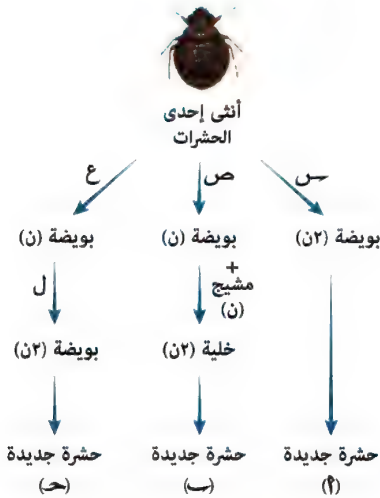 أنثى إحدى
الحشرات
س ص ع
بويضة (٢ن) بويضة (ن) بويضة (ن)
+
مشيج
(ن)
ل
خلية (٢ن) بويضة (٢ن)
حشرة جديدة حشرة جديدة حشرة جديدة
(أ) (ب) (حـ)